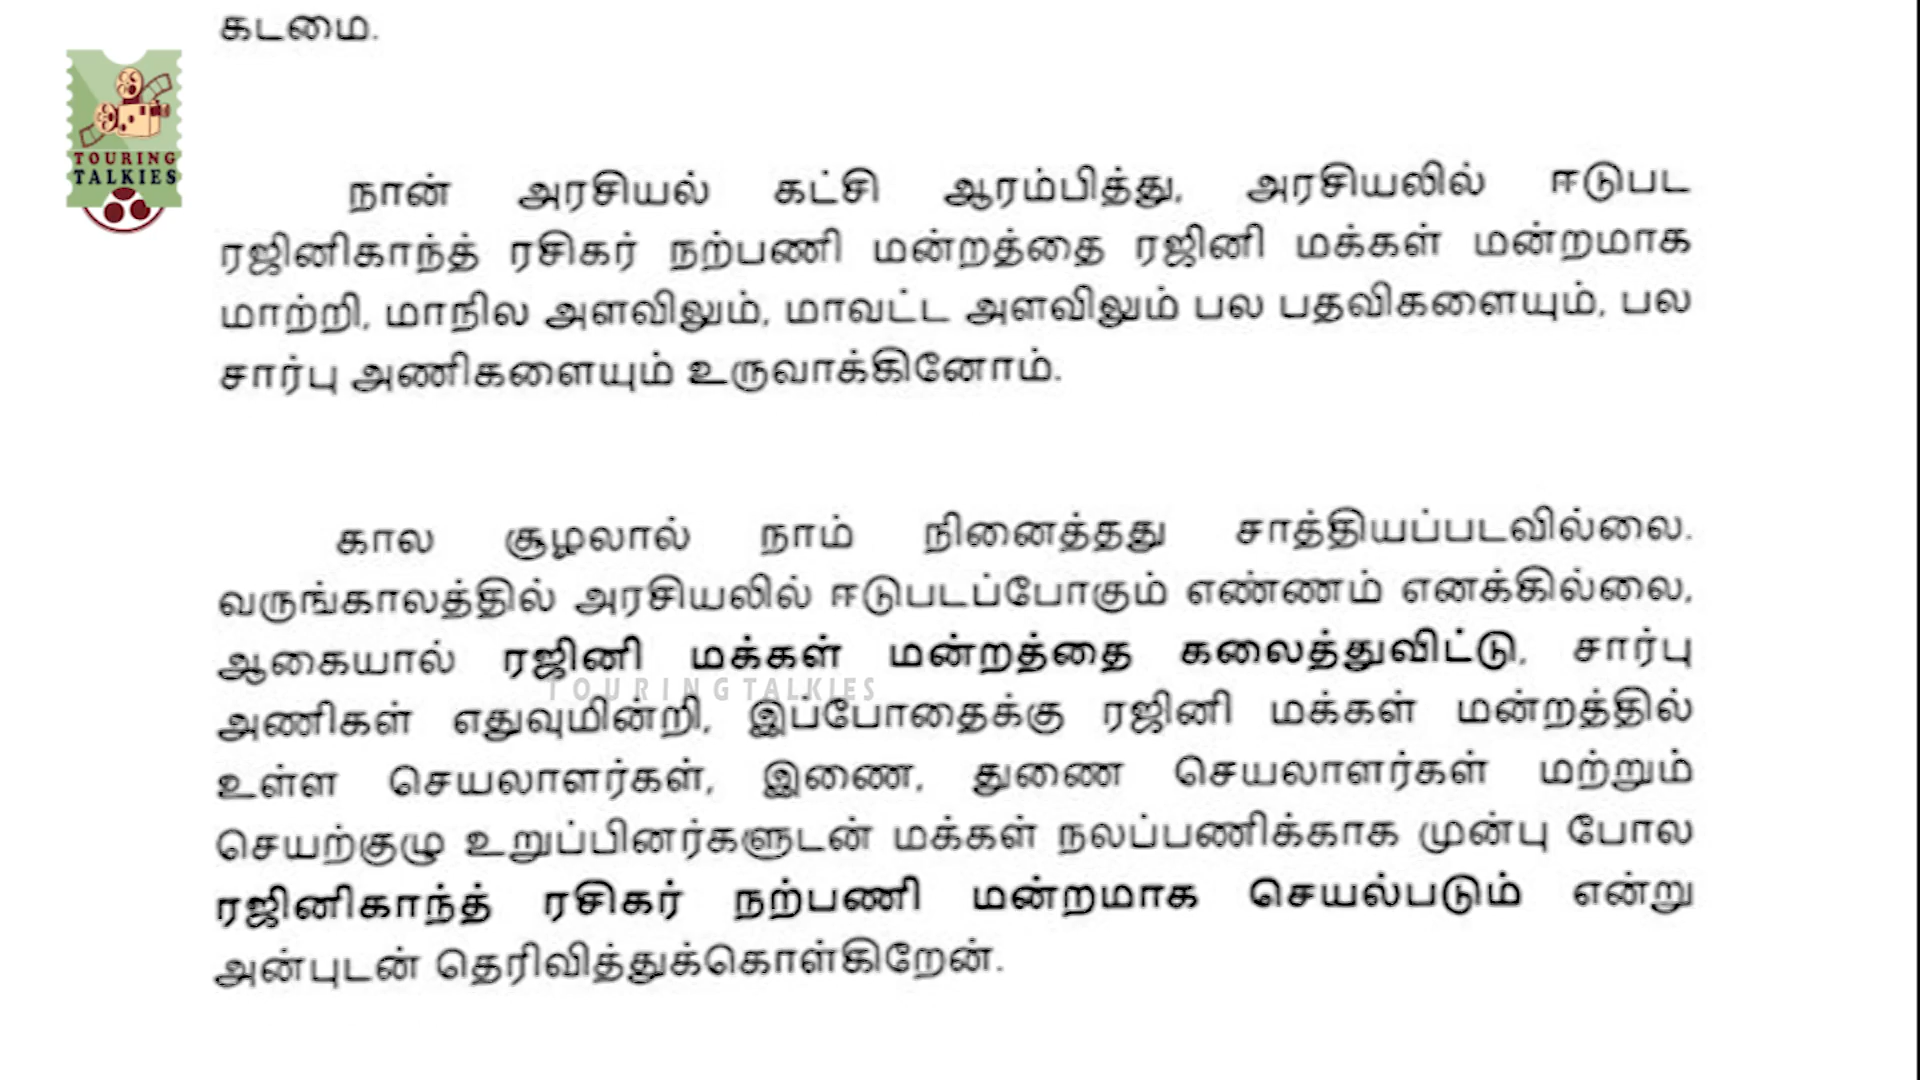 கடமை.
TOURING
TALKIES
நான் அரசியல் கட்சி ஆரம்பித்து, அரசியலில் ஈடுபட
ரஜினிகாந்த் ரசிகர் நற்பணி மன்றத்தை ரஜினி மக்கள் மன்றமாக
மாற்றி, மாநில அளவிலும், மாவட்ட அளவிலும் பல பதவிகளையும், பல
சார்பு அணிகளையும் உருவாக்கினோம்.
கால சூழலால் நாம் நினைத்தது சாத்தியப்படவில்லை.
வருங்காலத்தில் அரசியலில் ஈடுபடப்போகும் எண்ணம் எனக்கில்லை,
ஆகையால் ரஜினி மக்கள் மன்றத்தை கலைத்துவிட்டு, சார்பு
TOURING TALKIES
அணிகள் எதுவுமின்றி, இப்போதைக்கு ரஜினி மக்கள் மன்றத்தில்
உள்ள செயலாளர்கள், இணை, துணை செயலாளர்கள் மற்றும்
செயற்குழு உறுப்பினர்களுடன் மக்கள் நலப்பணிக்காக முன்பு போல
ரஜினிகாந்த் ரசிகர் நற்பணி மன்றமாக செயல்படும் என்று
அன்புடன் தெரிவித்துக்கொள்கிறேன்.